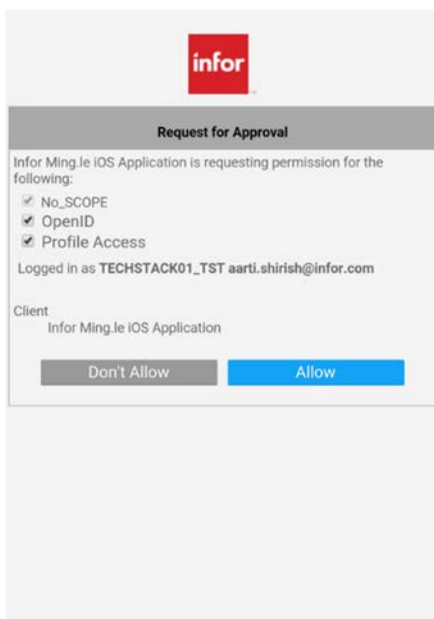 infor
Request for Approval
Infor Ming.le iOS Application is requesting permission for the
following:
No_SCOPE
OpenID
Profile Access
Logged in as TECHSTACK01_TST aarti.shirish@infor.com
Client
Infor Ming.le iOS Application
Don't Allow
Allow